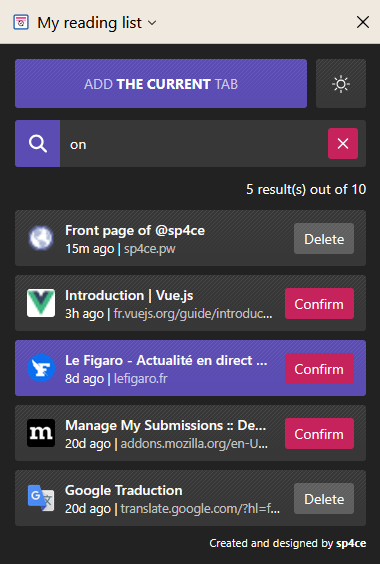 My reading list
ADD THE CURRENT TAB
on
5 result(s) out of 10
Front page of @sp4ce
15m ago | sp4ce.pw
Delete
Introduction | Vue.js
3h ago | fr.vuejs.org/guide/introduc...
Confirm
Le Figaro - Actualité en direct ...
8d ago | lefigaro.fr
Confirm
Manage My Submissions :: De...
20d ago | addons.mozilla.org/en-U...
Confirm
Google Traduction
20d ago | translate.google.com/?hl=f...
Delete
Created and designed by sp4ce